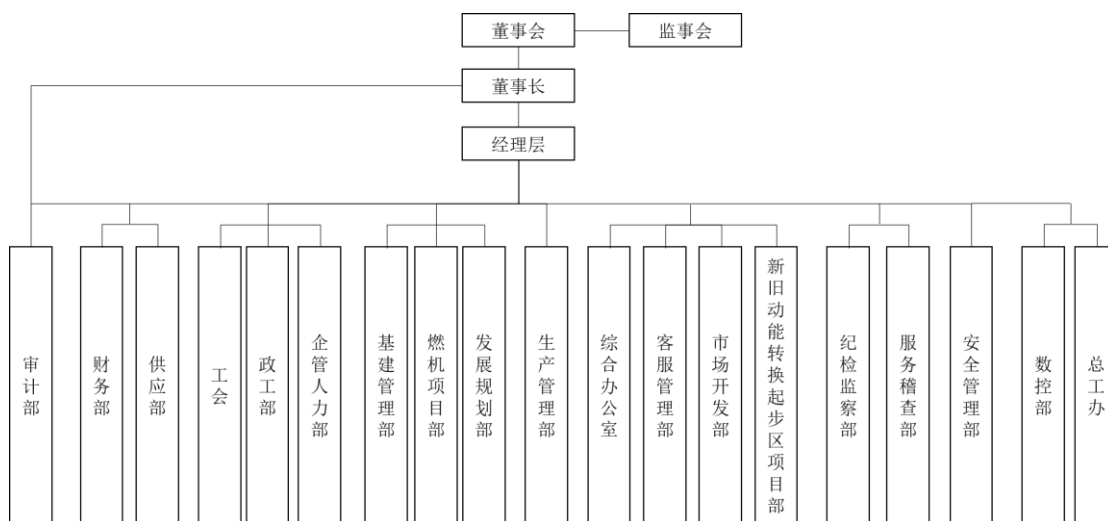 董事会
监事会
董事长
经理层
审计部
财务部
供应部
工会
政工部
企管人力部
基建管理部
燃机项目部
发展规划部
生产管理部
综合办公室
客服管理部
市场开发部
新旧动能转换起步区项目部
纪检监察部
服务稽查部
安全管理部
数控部
总工办